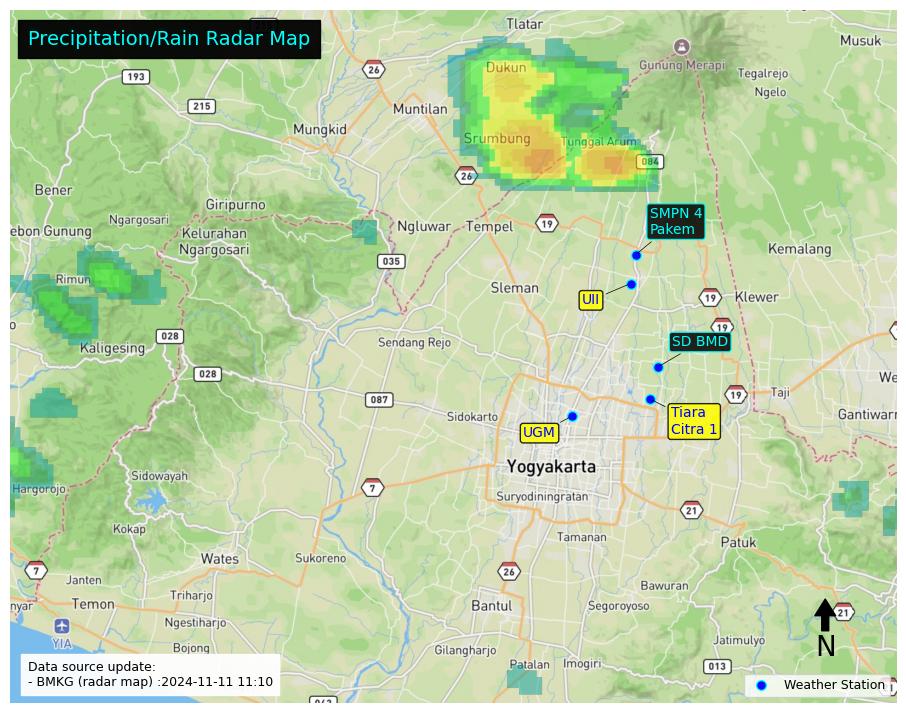 Precipitation/Rain Radar Map
Tlatar
Musuk
26
193
Dukun
Gunung Merapi
Tegalrejo
Ngelo
215
Muntilan
Mungkid
Srumbung
Tunggal Arum
084
26
Bener
Giripurno
Ngargosari
SMPN 4
Pakem
ebon Gunung
Kelurahan
Ngargosari
Ngluwar
Tempel
19
Kemalang
035
Rimun
Sleman
UII
19
Klewer
028
19
Kaligesing
Sendang Rejo
SD BMD
028
We
087
19
Taji
Sidokarto
Tiara
Citra 1
Gantiwarn
UGM
Yogyakarta
Sidowayah
Hargorojo
7
Suryodiningratan
21
Kokap
Tamanan
Patuk
Wates
Sukoreno
7
26
Janten
Bawuran
Triharjo
nyar
Temon
Bantul
Segoroyoso
21
Ngestiharjo
YIA
Jatimulyo
N
Bojong
Gilangharjo
Patalan
Imogiri
013
Data source update:
- BMKG (radar map) :2024-11-11 11:10
Weather Station